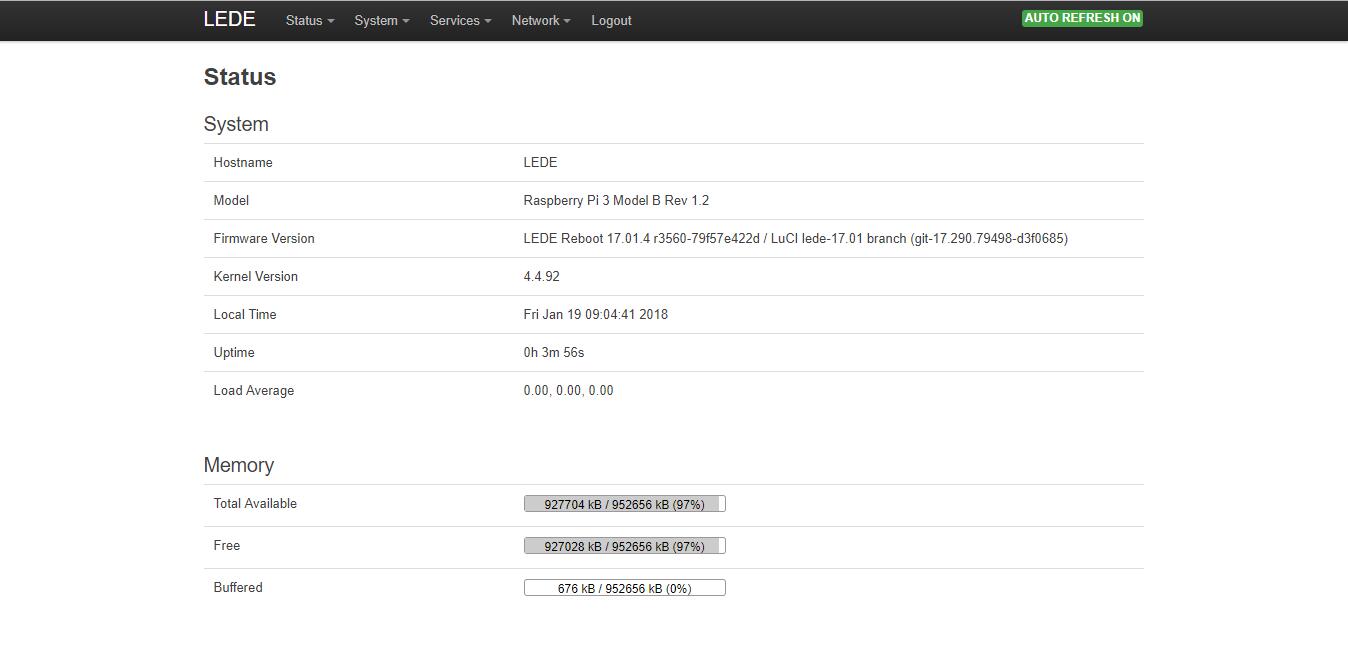 LEDE Status System Services Network Logout AUTO REFRESH ON
Status
System
Hostname LEDE
Model Raspberry Pi 3 Model B Rev 1.2
Firmware Version LEDE Reboot 17.01.4 r3560-79f57e422d / LuCI lede-17.01 branch (git-17.290.79498-d3f0685)
Kernel Version 4.4.92
Local Time Fri Jan 19 09:04:41 2018
Uptime 0h 3m 56s
Load Average 0.00, 0.00, 0.00
Memory
Total Available 927704 kB / 952656 kB (97%)
Free 927028 kB / 952656 kB (97%)
Buffered 676 kB / 952656 kB (0%)